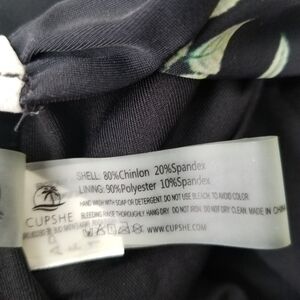 SHELL: 80%Chinlon 20%Spandex
LINING: 90%Polyester 10%Spandex
HAND WASH WITH SOAP OR DETERGENT. DO NOT USE BLEACH. TO AVOID COLOR
BLEEDING RINSE THOROUGHLY. HANG DRY. DO NOT IRON. DO NOT DRY CLEAN. MADE IN CHINA
CUPSHE
WWW.CUPSHE.COM